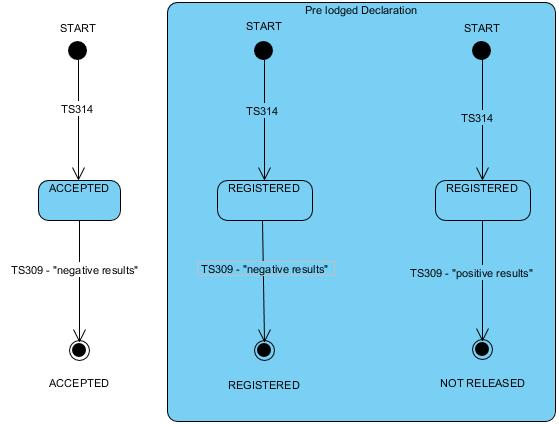 Pre lodged Declaration
START
START
START
TS314
TS314
TS314
ACCEPTED
REGISTERED
REGISTERED
TS309 - "negative results"
TS309 - "negative results"
TS309 - "positive results"
ACCEPTED
REGISTERED
NOT RELEASED